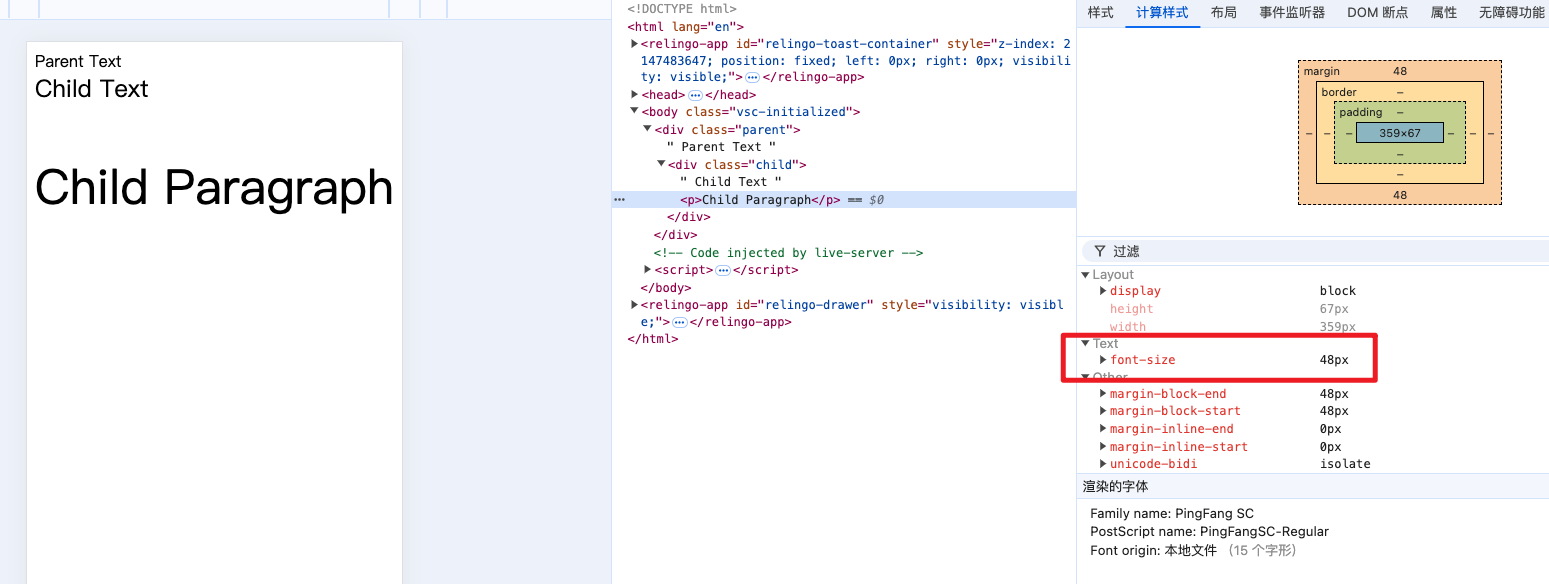 Parent Text
Child Text
Child Paragraph
<!DOCTYPE html>
<html lang="en">
<relingo-app id="relingo-toast-container" style="z-index: 2
147483647; position: fixed; left: 0px; right: 0px; visibili
ty: visible;"> … </relingo-app>
<head> … </head>
<body class="vsc-initialized">
<div class="parent">
" Parent Text "
<div class="child">
" Child Text "
… <p>Child Paragraph</p> == $0
</div>
</div>
<!-- Code injected by live-server -->
<script> … </script>
</body>
<relingo-app id="relingo-drawer" style="visibility: visibl
e;"> … </relingo-app>
</html>
样式 计算样式 布局 事件监听器 DOM 断点 属性 无障碍功能
margin 48
border –
padding –
– – – 359×67 – – –
–
–
48
过滤
Layout
display block
height 67px
width 359px
Text
font-size 48px
Other
margin-block-end 48px
margin-block-start 48px
margin-inline-end 0px
margin-inline-start 0px
unicode-bidi isolate
渲染的字体
Family name: PingFang SC
PostScript name: PingFangSC-Regular
Font origin: 本地文件 (15 个字形)